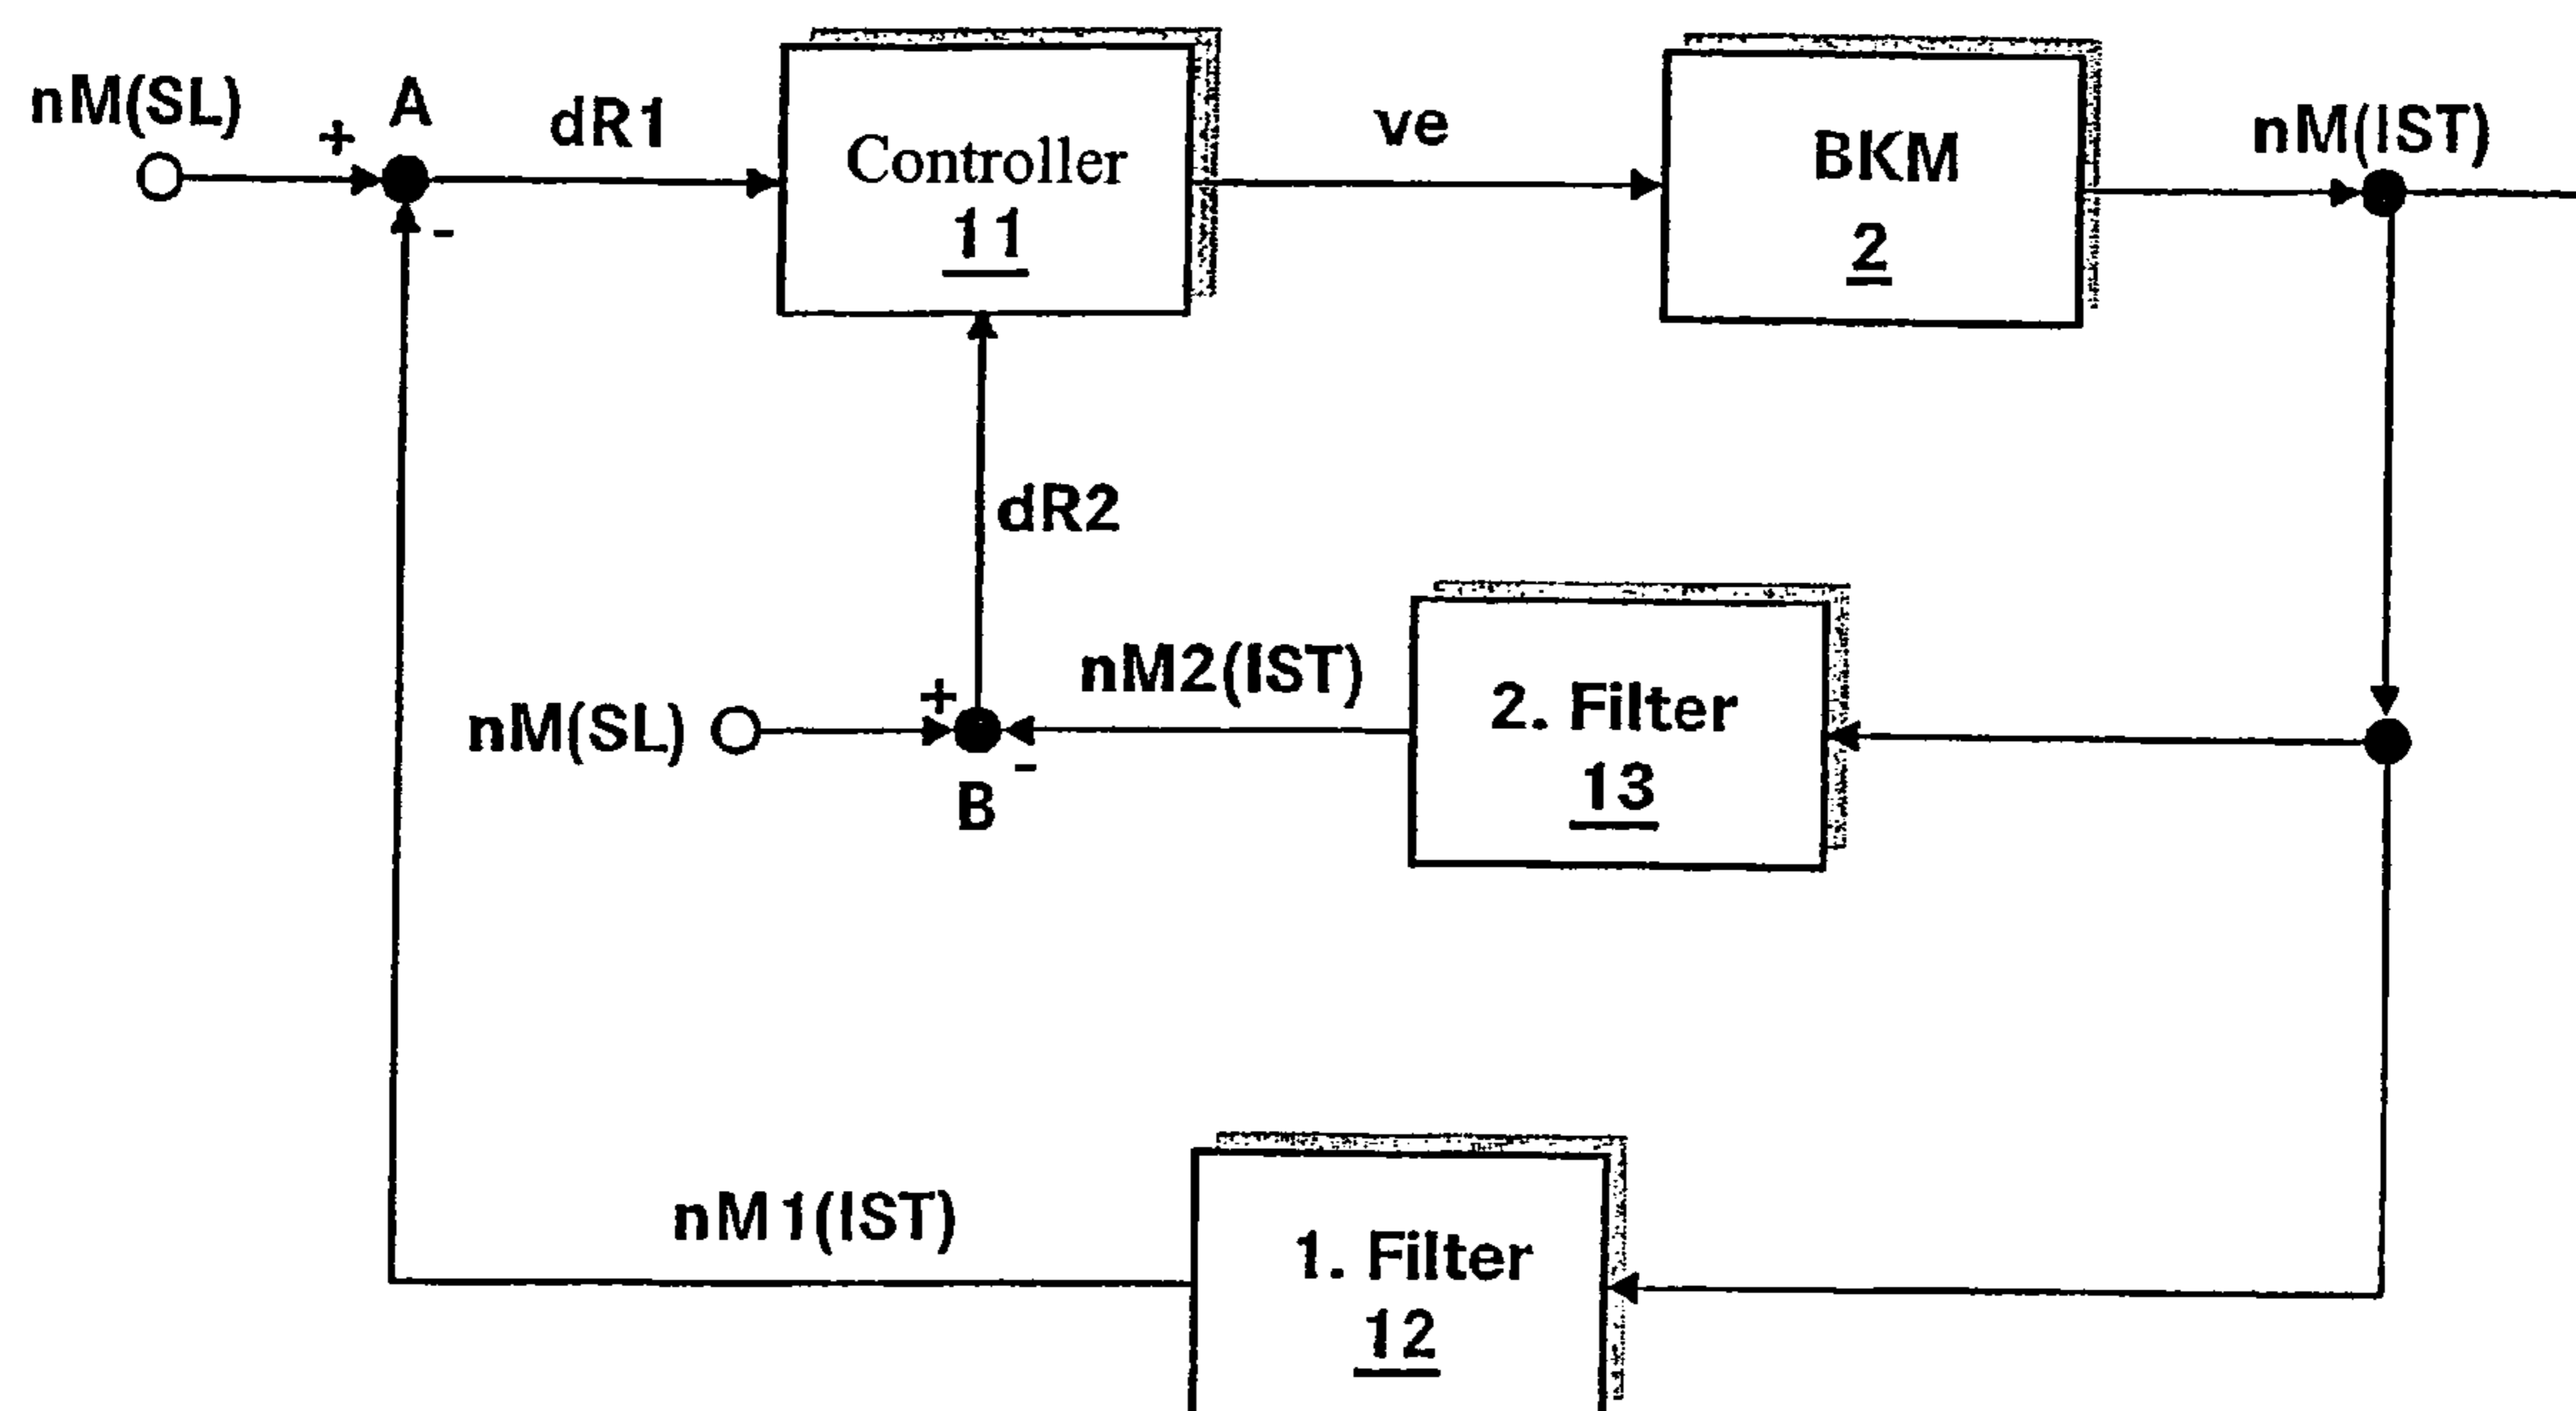 nM(SL)
+
A
-
dR1
Controller
11
ve
BKM
2
nM(IST)
dR2
nM(SL)
+
B
-
nM2(IST)
2. Filter
13
nM1(IST)
1. Filter
12